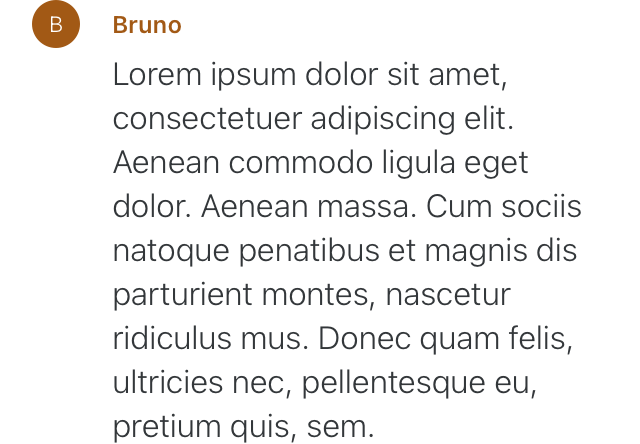 B
Bruno
Lorem ipsum dolor sit amet,
consectetuer adipiscing elit.
Aenean commodo ligula eget
dolor. Aenean massa. Cum sociis
natoque penatibus et magnis dis
parturient montes, nascetur
ridiculus mus. Donec quam felis,
ultricies nec, pellentesque eu,
pretium quis, sem.